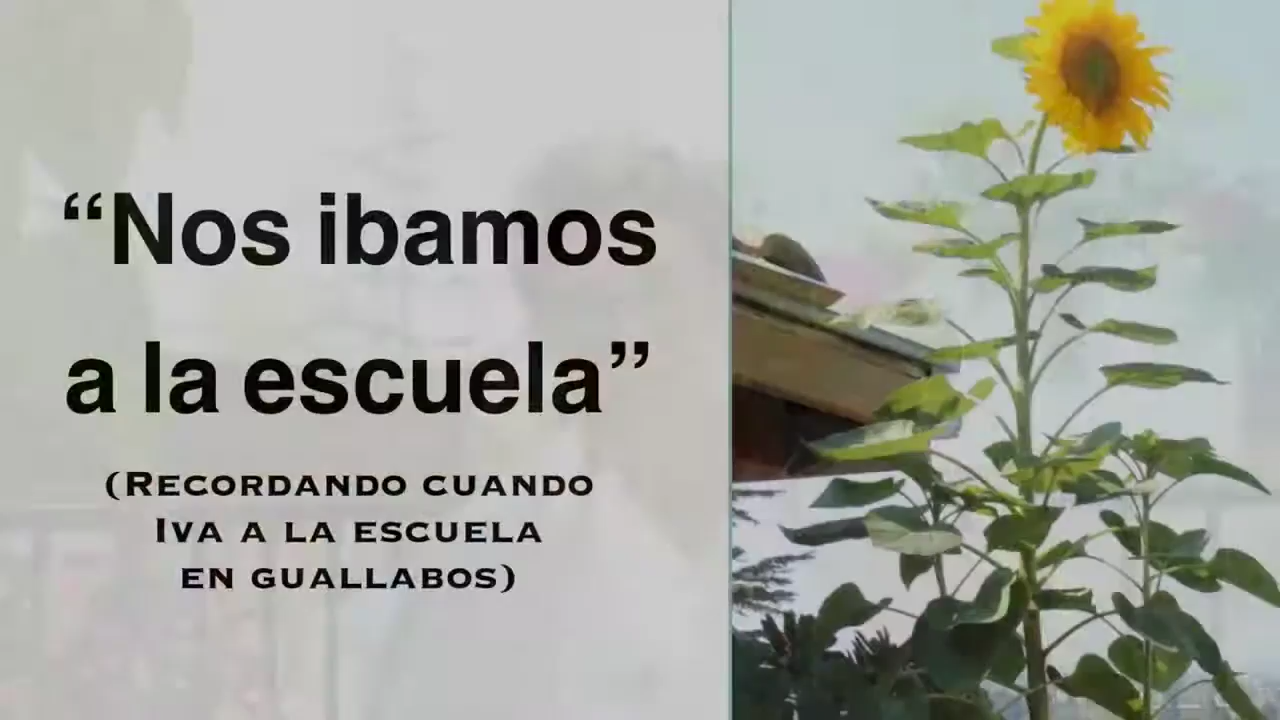 “Nos ibamos
a la escuela”
(Recordando cuando
Iva a la escuela
en guallabos)